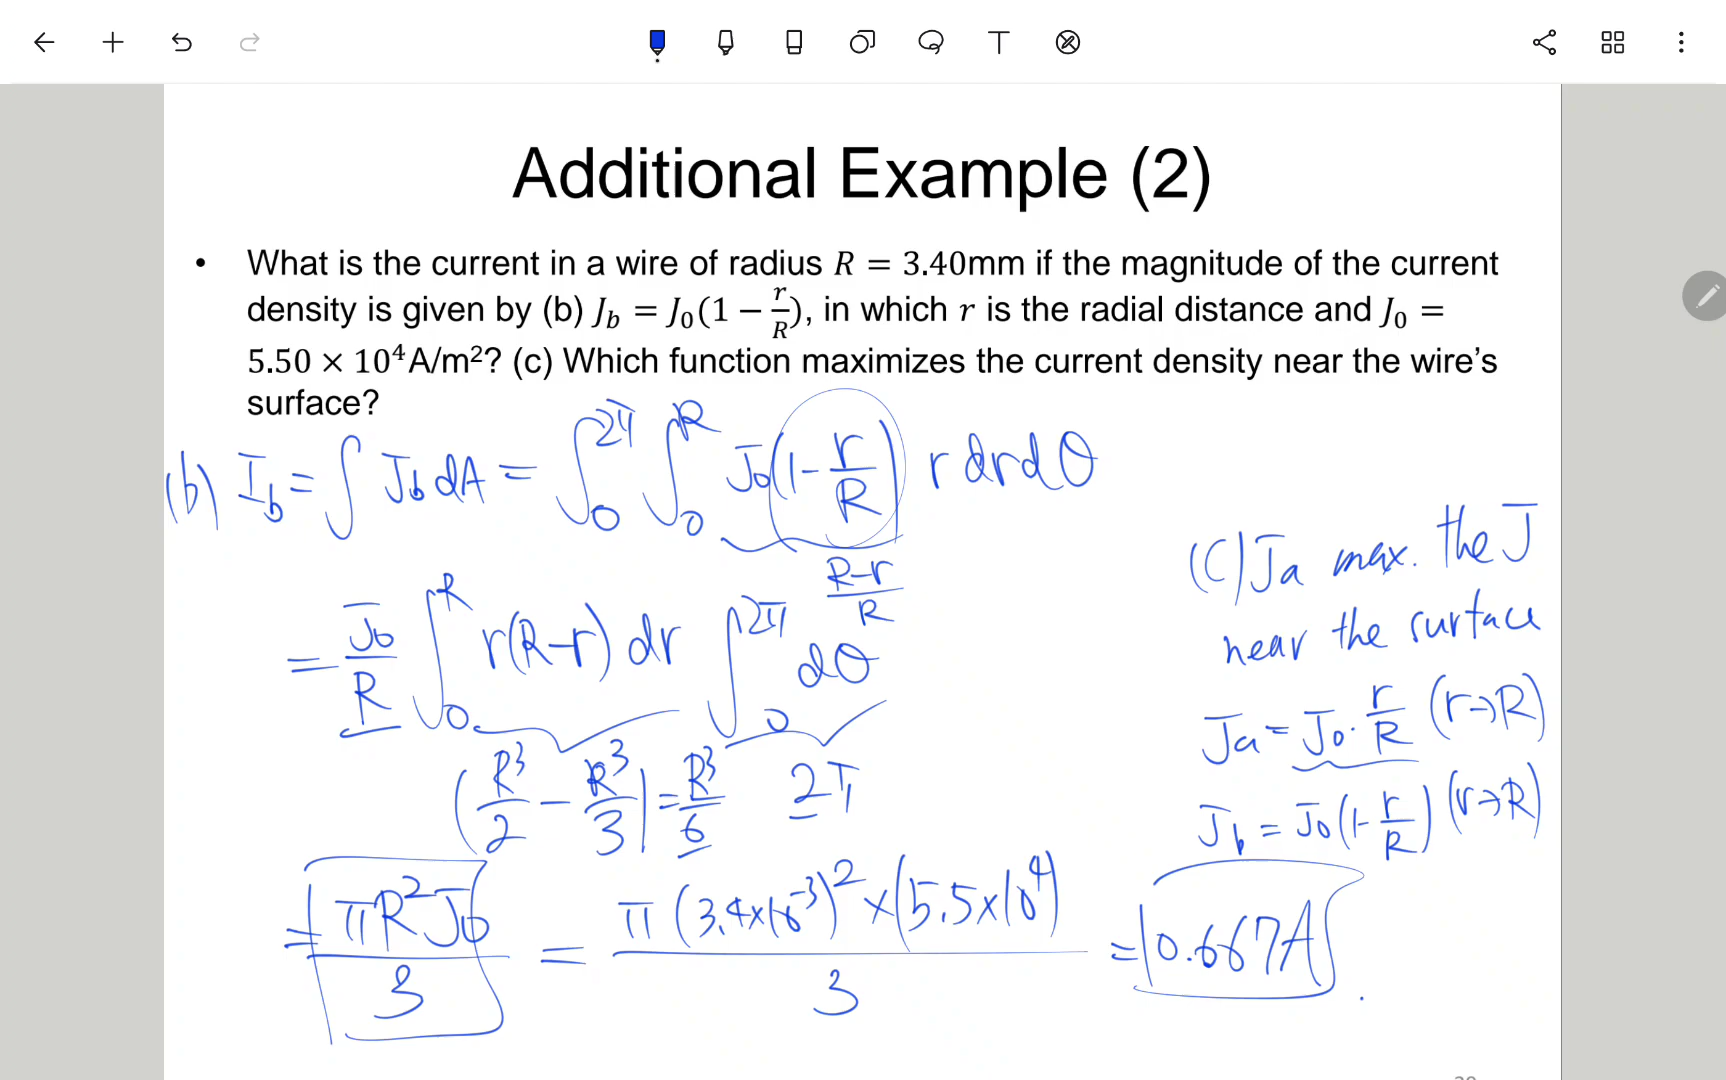 Additional Example (2)
• What is the current in a wire of radius R = 3.40mm if the magnitude of the current
density is given by (b) J_b = J_0(1 − r/R), in which r is the radial distance and J_0 =
5.50 × 10⁴A/m²? (c) Which function maximizes the current density near the wire's
surface?
(b) I_b = ∫ J_b dA = ∫_0^2π ∫_0^R J_0(1 - r/R) r dr dθ
R-r/R
= J_0/R ∫_0^R r(R-r) dr ∫_0^2π dθ
(R³/2 - R³/3) = R³/6 2π
= πR²J_0/3 = π(3.4×10⁻³)²×(5.5×10⁴)/3 = 0.667A
(C) Ja max. the J
near the surface
Ja = J_0 · r/R (r→R)
J_b = J_0(1 - r/R) (r→R)